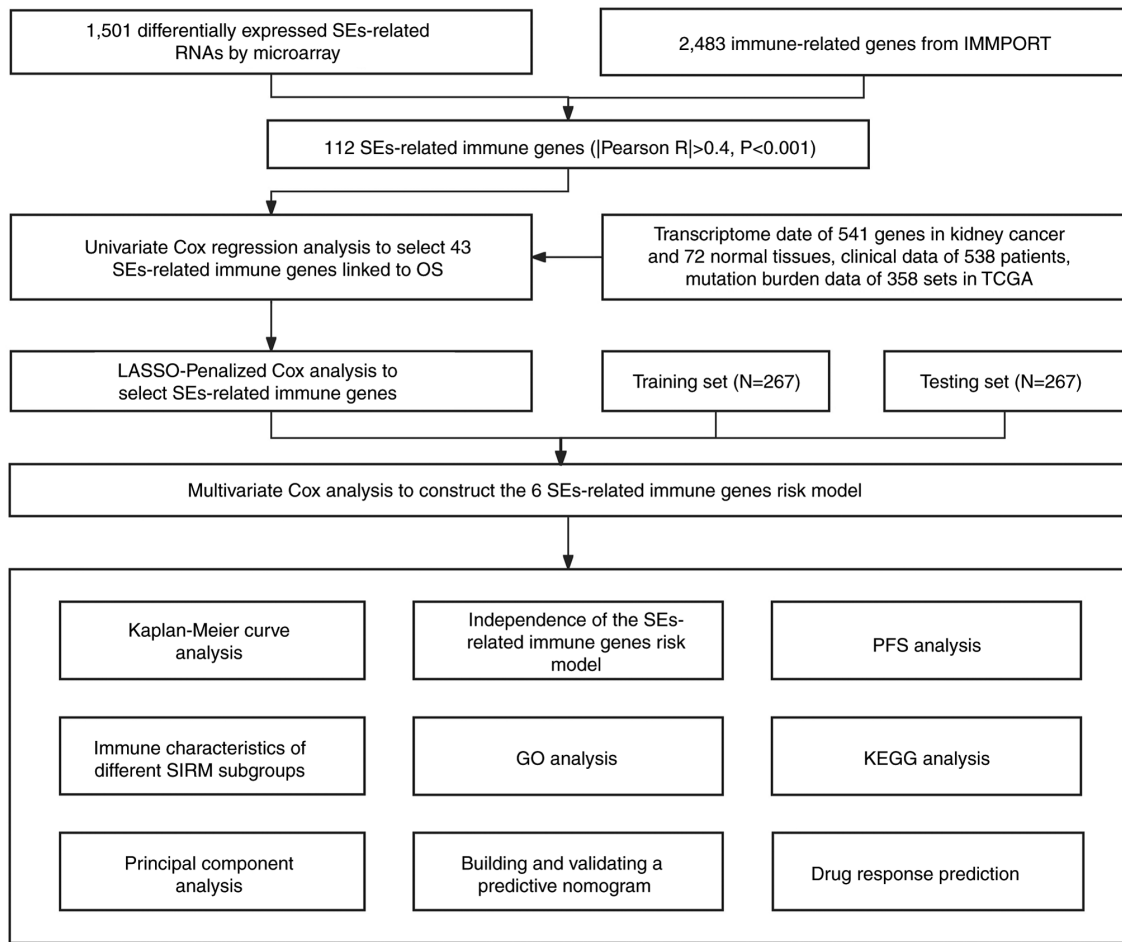 1,501 differentially expressed SEs-related
RNAs by microarray
2,483 immune-related genes from IMMPORT
112 SEs-related immune genes (|Pearson R|>0.4, P<0.001)
Univariate Cox regression analysis to select 43
SEs-related immune genes linked to OS
Transcriptome date of 541 genes in kidney cancer
and 72 normal tissues, clinical data of 538 patients,
mutation burden data of 358 sets in TCGA
LASSO-Penalized Cox analysis to
select SEs-related immune genes
Training set (N=267)
Testing set (N=267)
Multivariate Cox analysis to construct the 6 SEs-related immune genes risk model
Kaplan-Meier curve
analysis
Independence of the SEs-
related immune genes risk
model
PFS analysis
Immune characteristics of
different SIRM subgroups
GO analysis
KEGG analysis
Principal component
analysis
Building and validating a
predictive nomogram
Drug response prediction